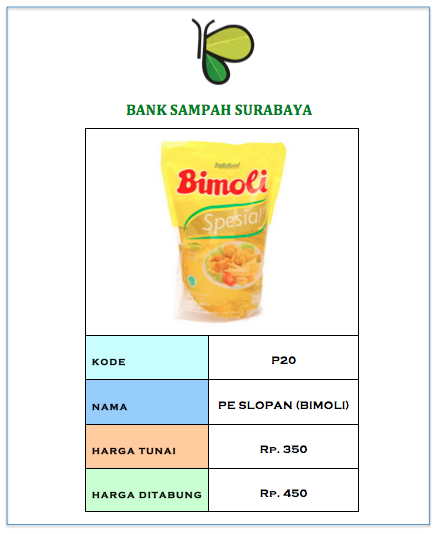 BANK SAMPAH SURABAYA
Indofood
Bimoli
Spesial
KODE P20
NAMA PE SLOPAN (BIMOLI)
HARGA TUNAI RP. 350
HARGA DITABUNG RP. 450